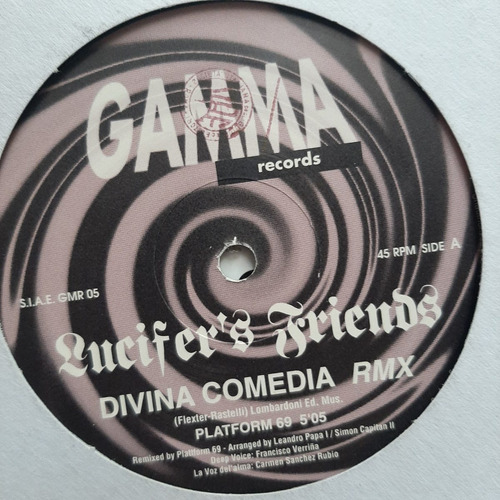 GAMMA
records
45 RPM SIDE A
S.I.A.E. GMR 05
Lucifer's Friends
DIVINA COMEDIA RMX
(Flexter-Rastelli) Lombardoni Ed. Mus.
PLATFORM 69 5'05
Remixed by Plattform 69 - Arranged by Leandro Papa I / Simon Capitan II
Deep Voice: Francisco Verriña
La Voz del'alma: Carmen Sanchez Rubio